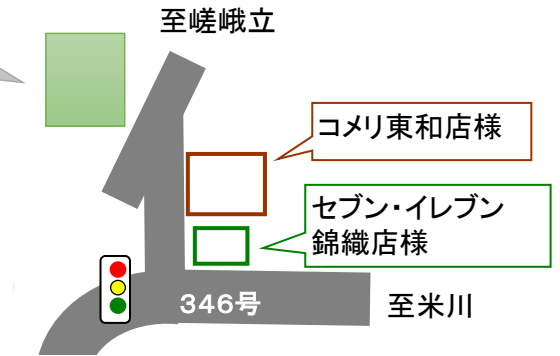 至嵯峨立
コメリ東和店様
セブン・イレブン
錦織店様
346号
至米川